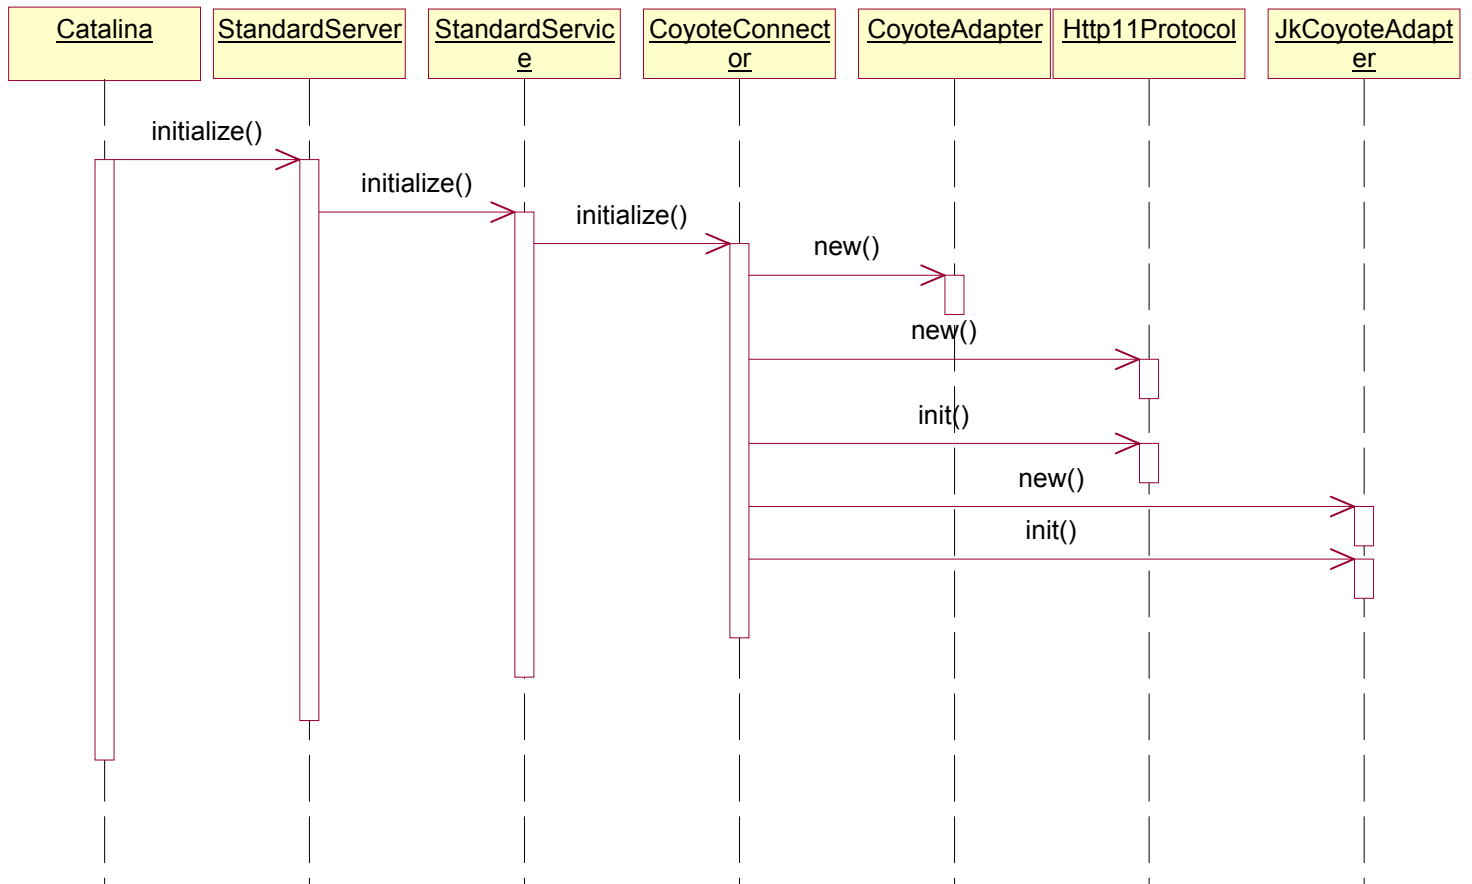 Catalina
StandardServer
StandardServic
e
CoyoteConnect
or
CoyoteAdapter
Http11Protocol
JkCoyoteAdapt
er
initialize()
initialize()
initialize()
new()
new()
init()
new()
init()